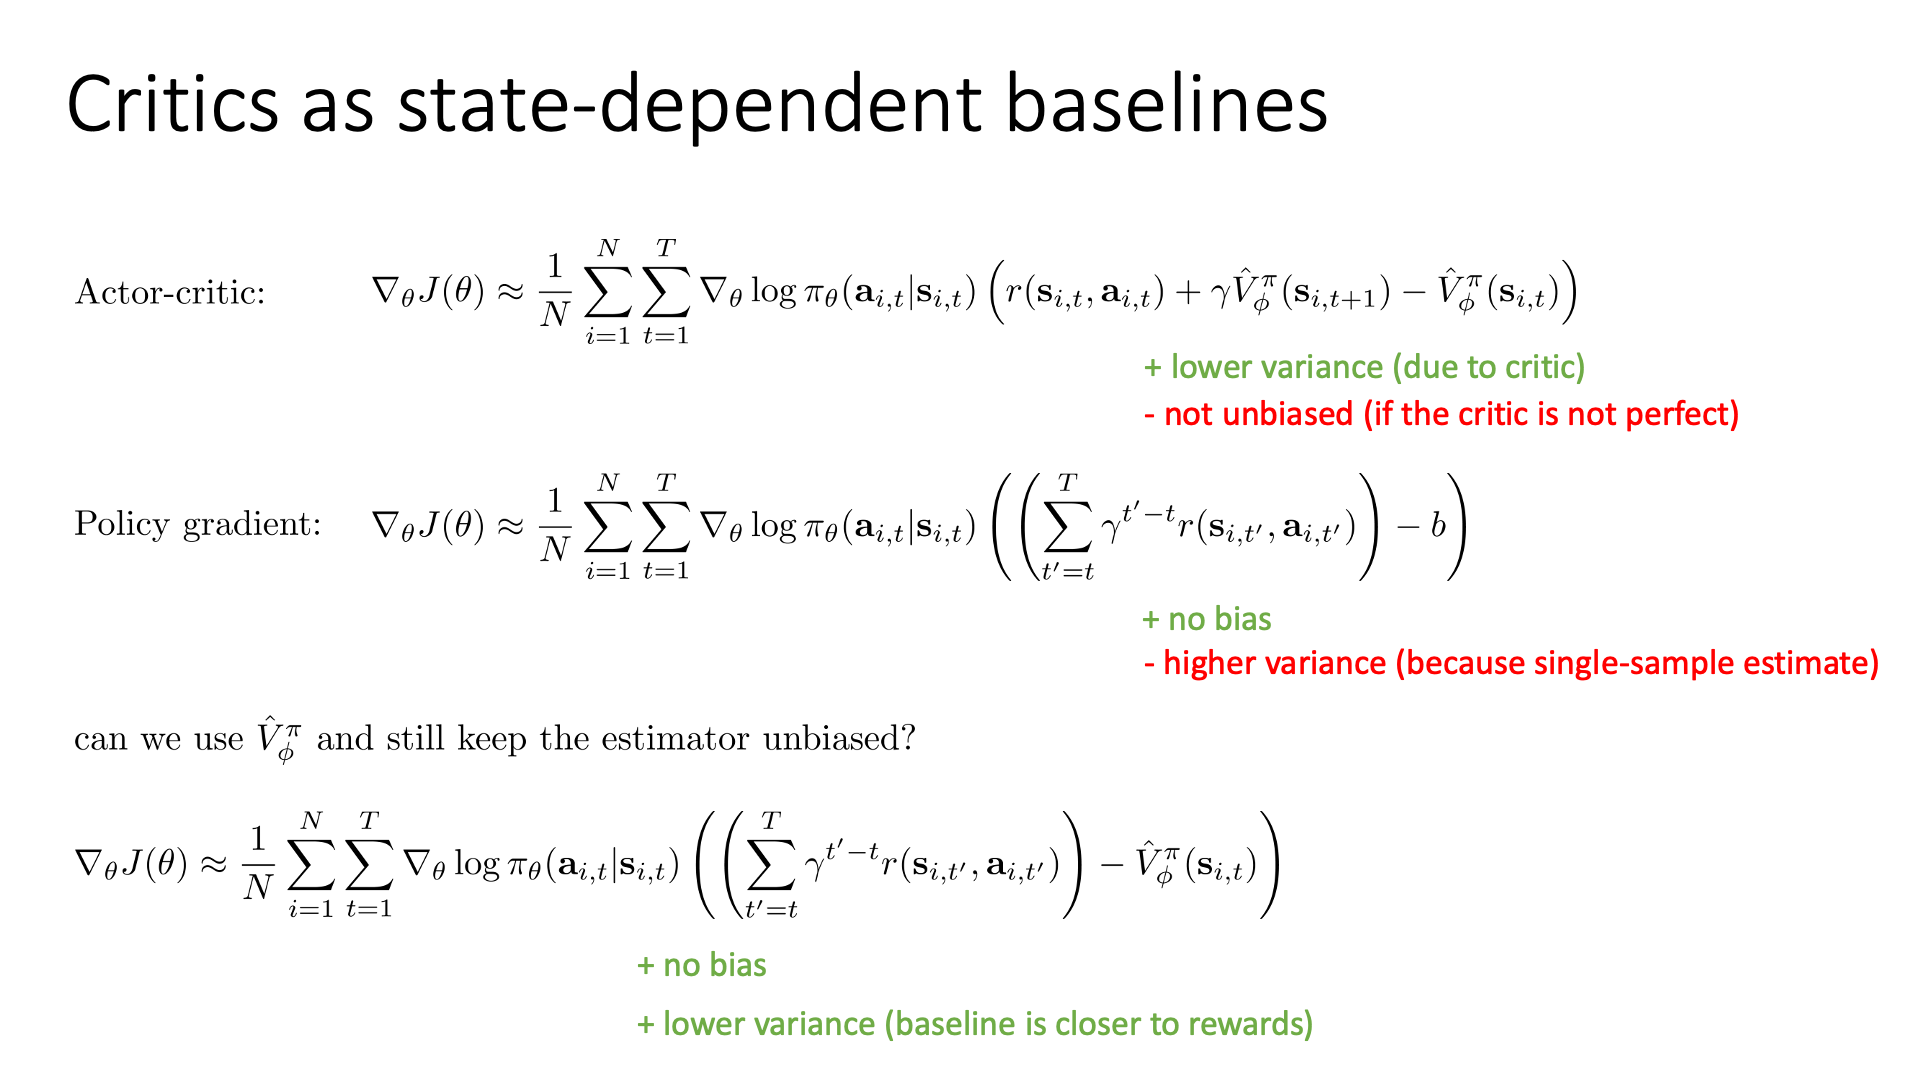 Critics as state-dependent baselines
Actor-critic: $\nabla_\theta J(\theta) \approx \frac{1}{N} \sum_{i=1}^{N} \sum_{t=1}^{T} \nabla_\theta \log \pi_\theta(\mathbf{a}_{i,t}|\mathbf{s}_{i,t}) \left( r(\mathbf{s}_{i,t}, \mathbf{a}_{i,t}) + \gamma \hat{V}^\pi_\phi(\mathbf{s}_{i,t+1}) - \hat{V}^\pi_\phi(\mathbf{s}_{i,t}) \right)$
+ lower variance (due to critic)
- not unbiased (if the critic is not perfect)
Policy gradient: $\nabla_\theta J(\theta) \approx \frac{1}{N} \sum_{i=1}^{N} \sum_{t=1}^{T} \nabla_\theta \log \pi_\theta(\mathbf{a}_{i,t}|\mathbf{s}_{i,t}) \left( \left( \sum_{t'=t}^{T} \gamma^{t'-t} r(\mathbf{s}_{i,t'}, \mathbf{a}_{i,t'}) \right) - b \right)$
+ no bias
- higher variance (because single-sample estimate)
can we use $\hat{V}^\pi_\phi$ and still keep the estimator unbiased?
$\nabla_\theta J(\theta) \approx \frac{1}{N} \sum_{i=1}^{N} \sum_{t=1}^{T} \nabla_\theta \log \pi_\theta(\mathbf{a}_{i,t}|\mathbf{s}_{i,t}) \left( \left( \sum_{t'=t}^{T} \gamma^{t'-t} r(\mathbf{s}_{i,t'}, \mathbf{a}_{i,t'}) \right) - \hat{V}^\pi_\phi(\mathbf{s}_{i,t}) \right)$
+ no bias
+ lower variance (baseline is closer to rewards)